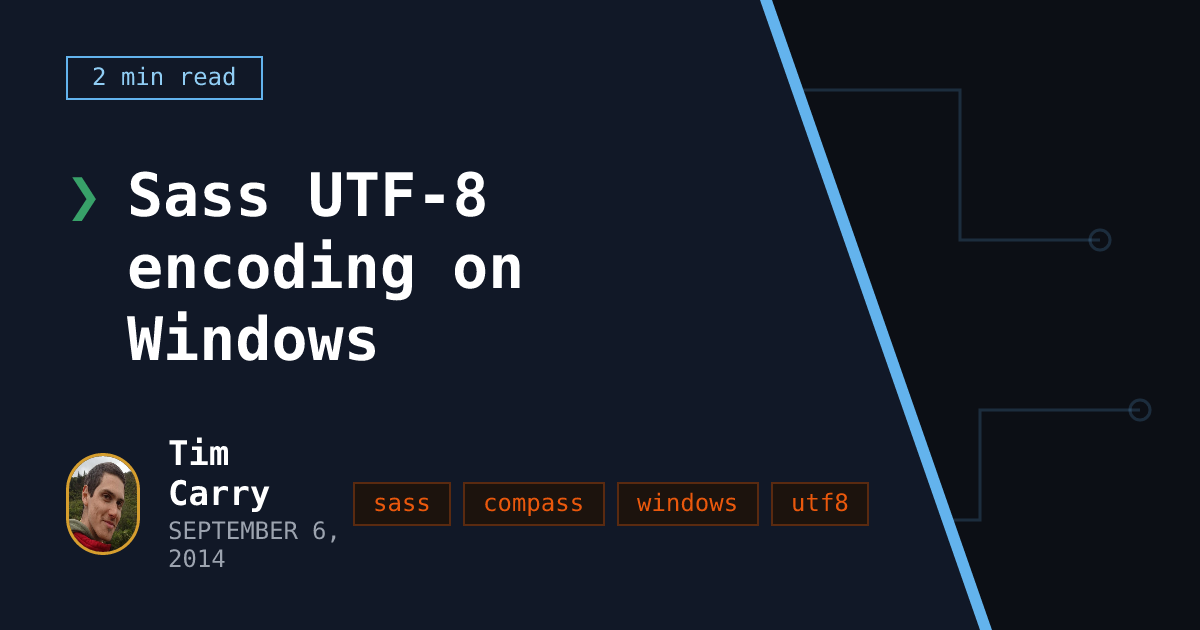 2 min read
❯ Sass UTF-8
encoding on
Windows
Tim
Carry
SEPTEMBER 6,
2014
sass compass windows utf8